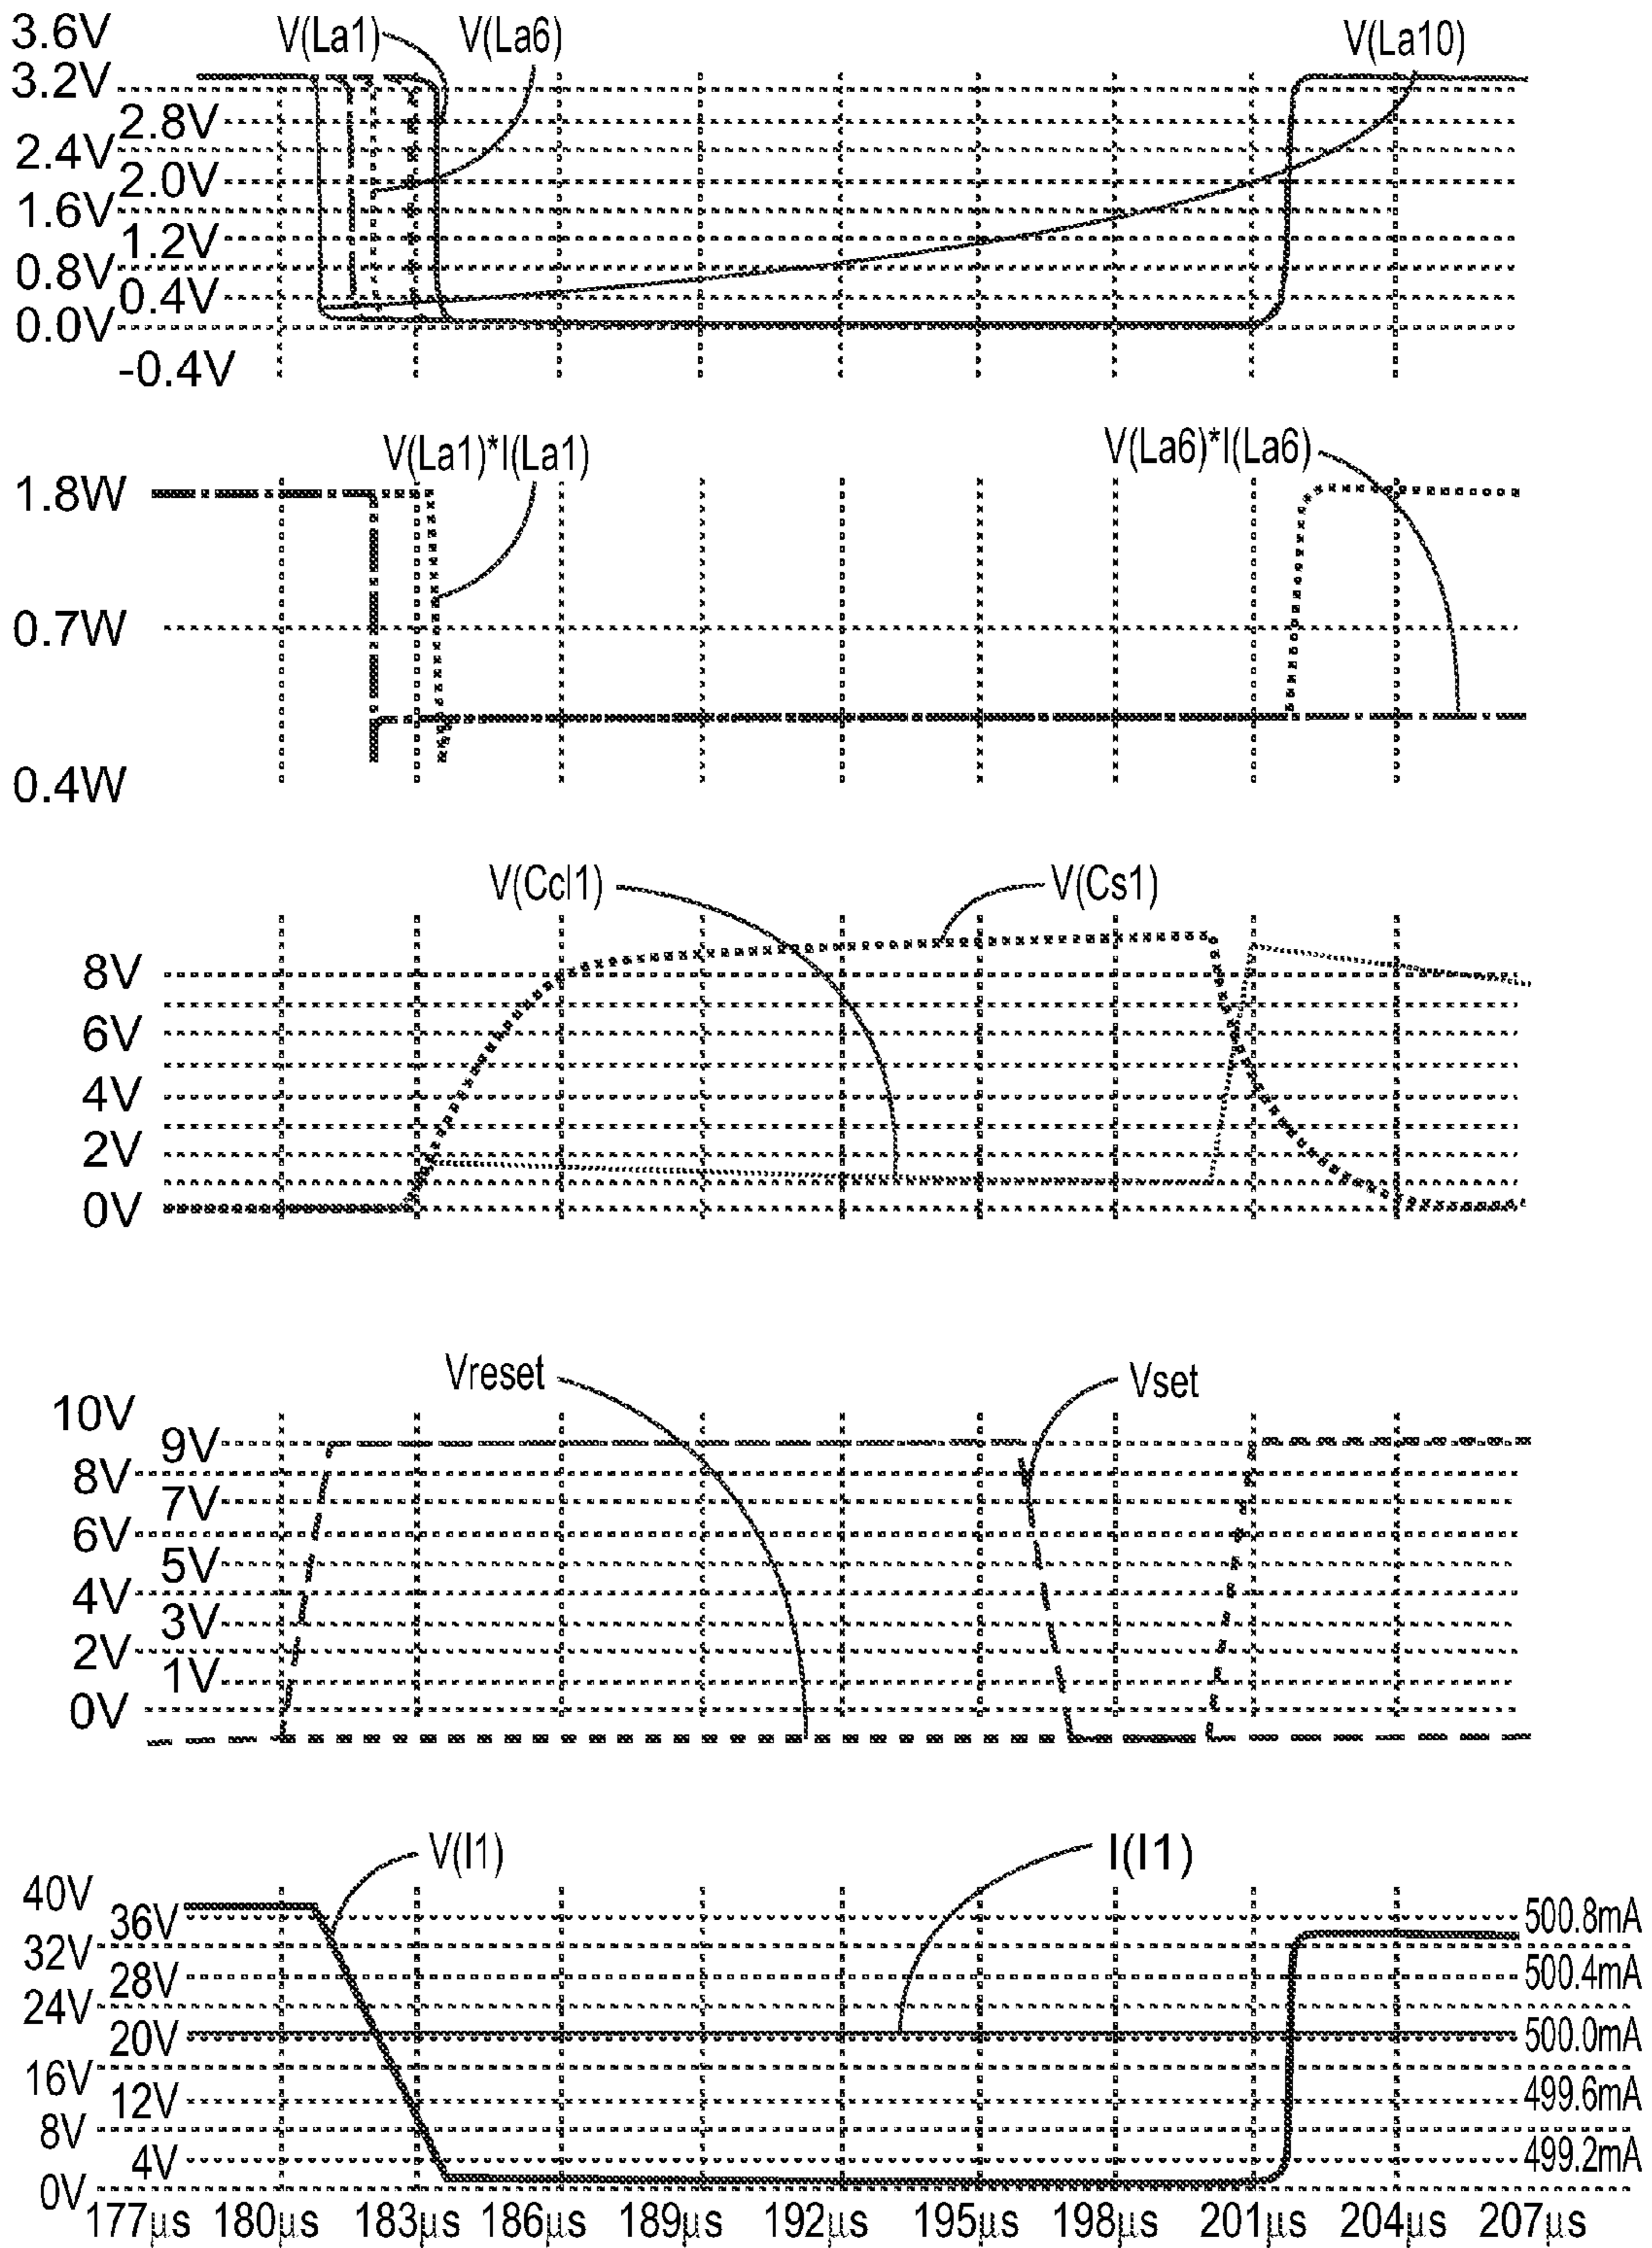 3.6V
V(La1)
V(La6)
V(La10)
3.2V
2.8V
2.4V
2.0V
1.6V
1.2V
0.8V
0.4V
0.0V
-0.4V
V(La1)*I(La1)
V(La6)*I(La6)
1.8W
0.7W
0.4W
V(Ccl1)
V(Cs1)
8V
6V
4V
2V
0V
Vreset
Vset
10V
9V
8V
7V
6V
5V
4V
3V
2V
1V
0V
V(I1)
I(I1)
40V
36V
500.8mA
32V
28V
500.4mA
24V
20V
500.0mA
16V
12V
499.6mA
8V
4V
499.2mA
0V
177µs 180µs 183µs 186µs 189µs 192µs 195µs 198µs 201µs 204µs 207µs